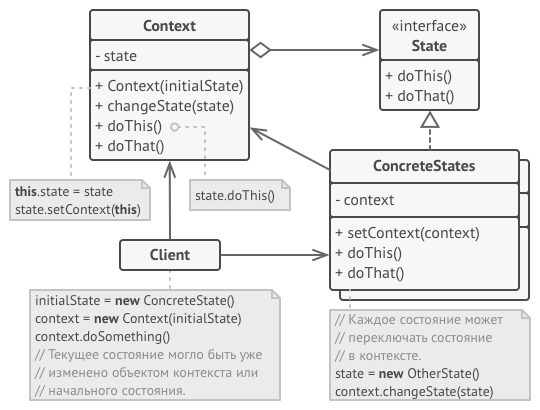 Context
- state
+ Context(initialState)
+ changeState(state)
+ doThis()
+ doThat()
«interface»
State
+ doThis()
+ doThat()
this.state = state
state.setContext(this)
state.doThis()
ConcreteStates
- context
+ setContext(context)
+ doThis()
+ doThat()
Client
initialState = new ConcreteState()
context = new Context(initialState)
context.doSomething()
// Текущее состояние могло быть уже
// изменено объектом контекста или
// начального состояния.
// Каждое состояние может
// переключать состояние
// в контексте.
state = new OtherState()
context.changeState(state)